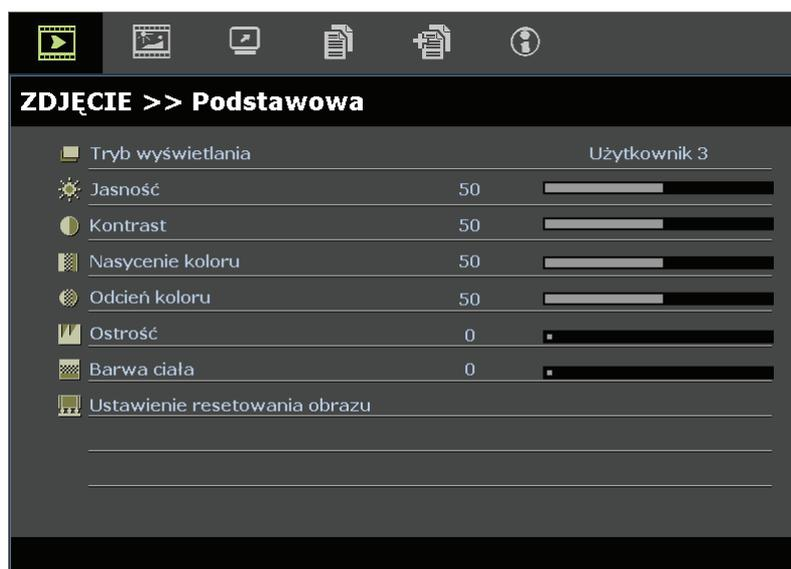 ZDJĘCIE >> Podstawowa
Tryb wyświetlania Użytkownik 3
Jasność 50
Kontrast 50
Nasycenie koloru 50
Odcień koloru 50
Ostrość 0
Barwa ciała 0
Ustawienie resetowania obrazu